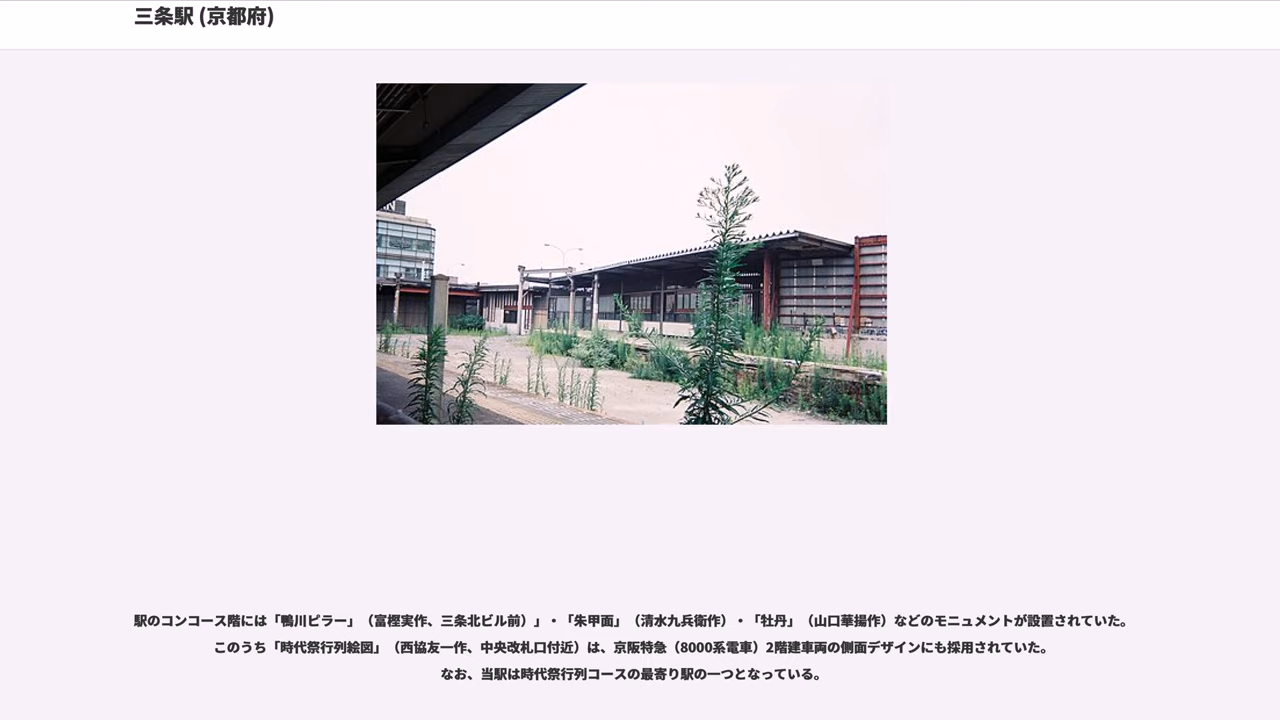 三条駅 (京都府)
駅のコンコース階には「鴨川ピラー」（富樫実作、三条北ビル前）」・「朱甲面」（清水九兵衛作）・「牡丹」（山口華揚作）などのモニュメントが設置されていた。
このうち「時代祭行列絵図」（西協友一作、中央改札口付近）は、京阪特急（8000系電車）2階建車両の側面デザインにも採用されていた。
なお、当駅は時代祭行列コースの最寄り駅の一つとなっている。